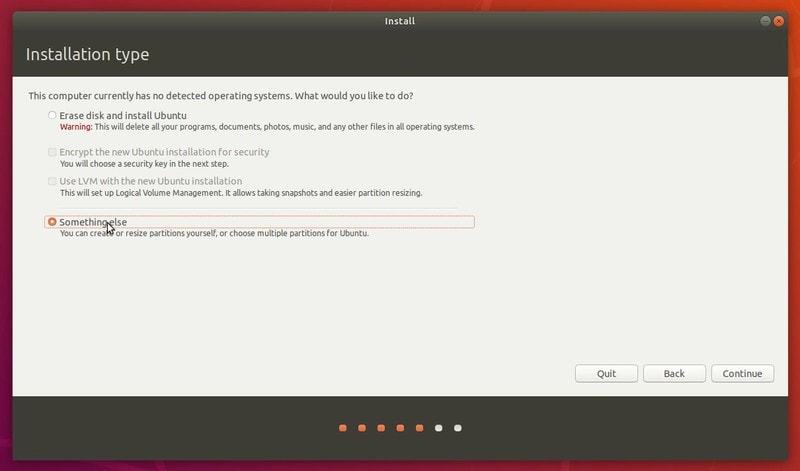 Install
Installation type
This computer currently has no detected operating systems. What would you like to do?
Erase disk and install Ubuntu
Warning: This will delete all your programs, documents, photos, music, and any other files in all operating systems.
Encrypt the new Ubuntu installation for security
You will choose a security key in the next step.
Use LVM with the new Ubuntu installation
This will set up Logical Volume Management. It allows taking snapshots and easier partition resizing.
Something else
You can create or resize partitions yourself, or choose multiple partitions for Ubuntu.
Quit Back Continue